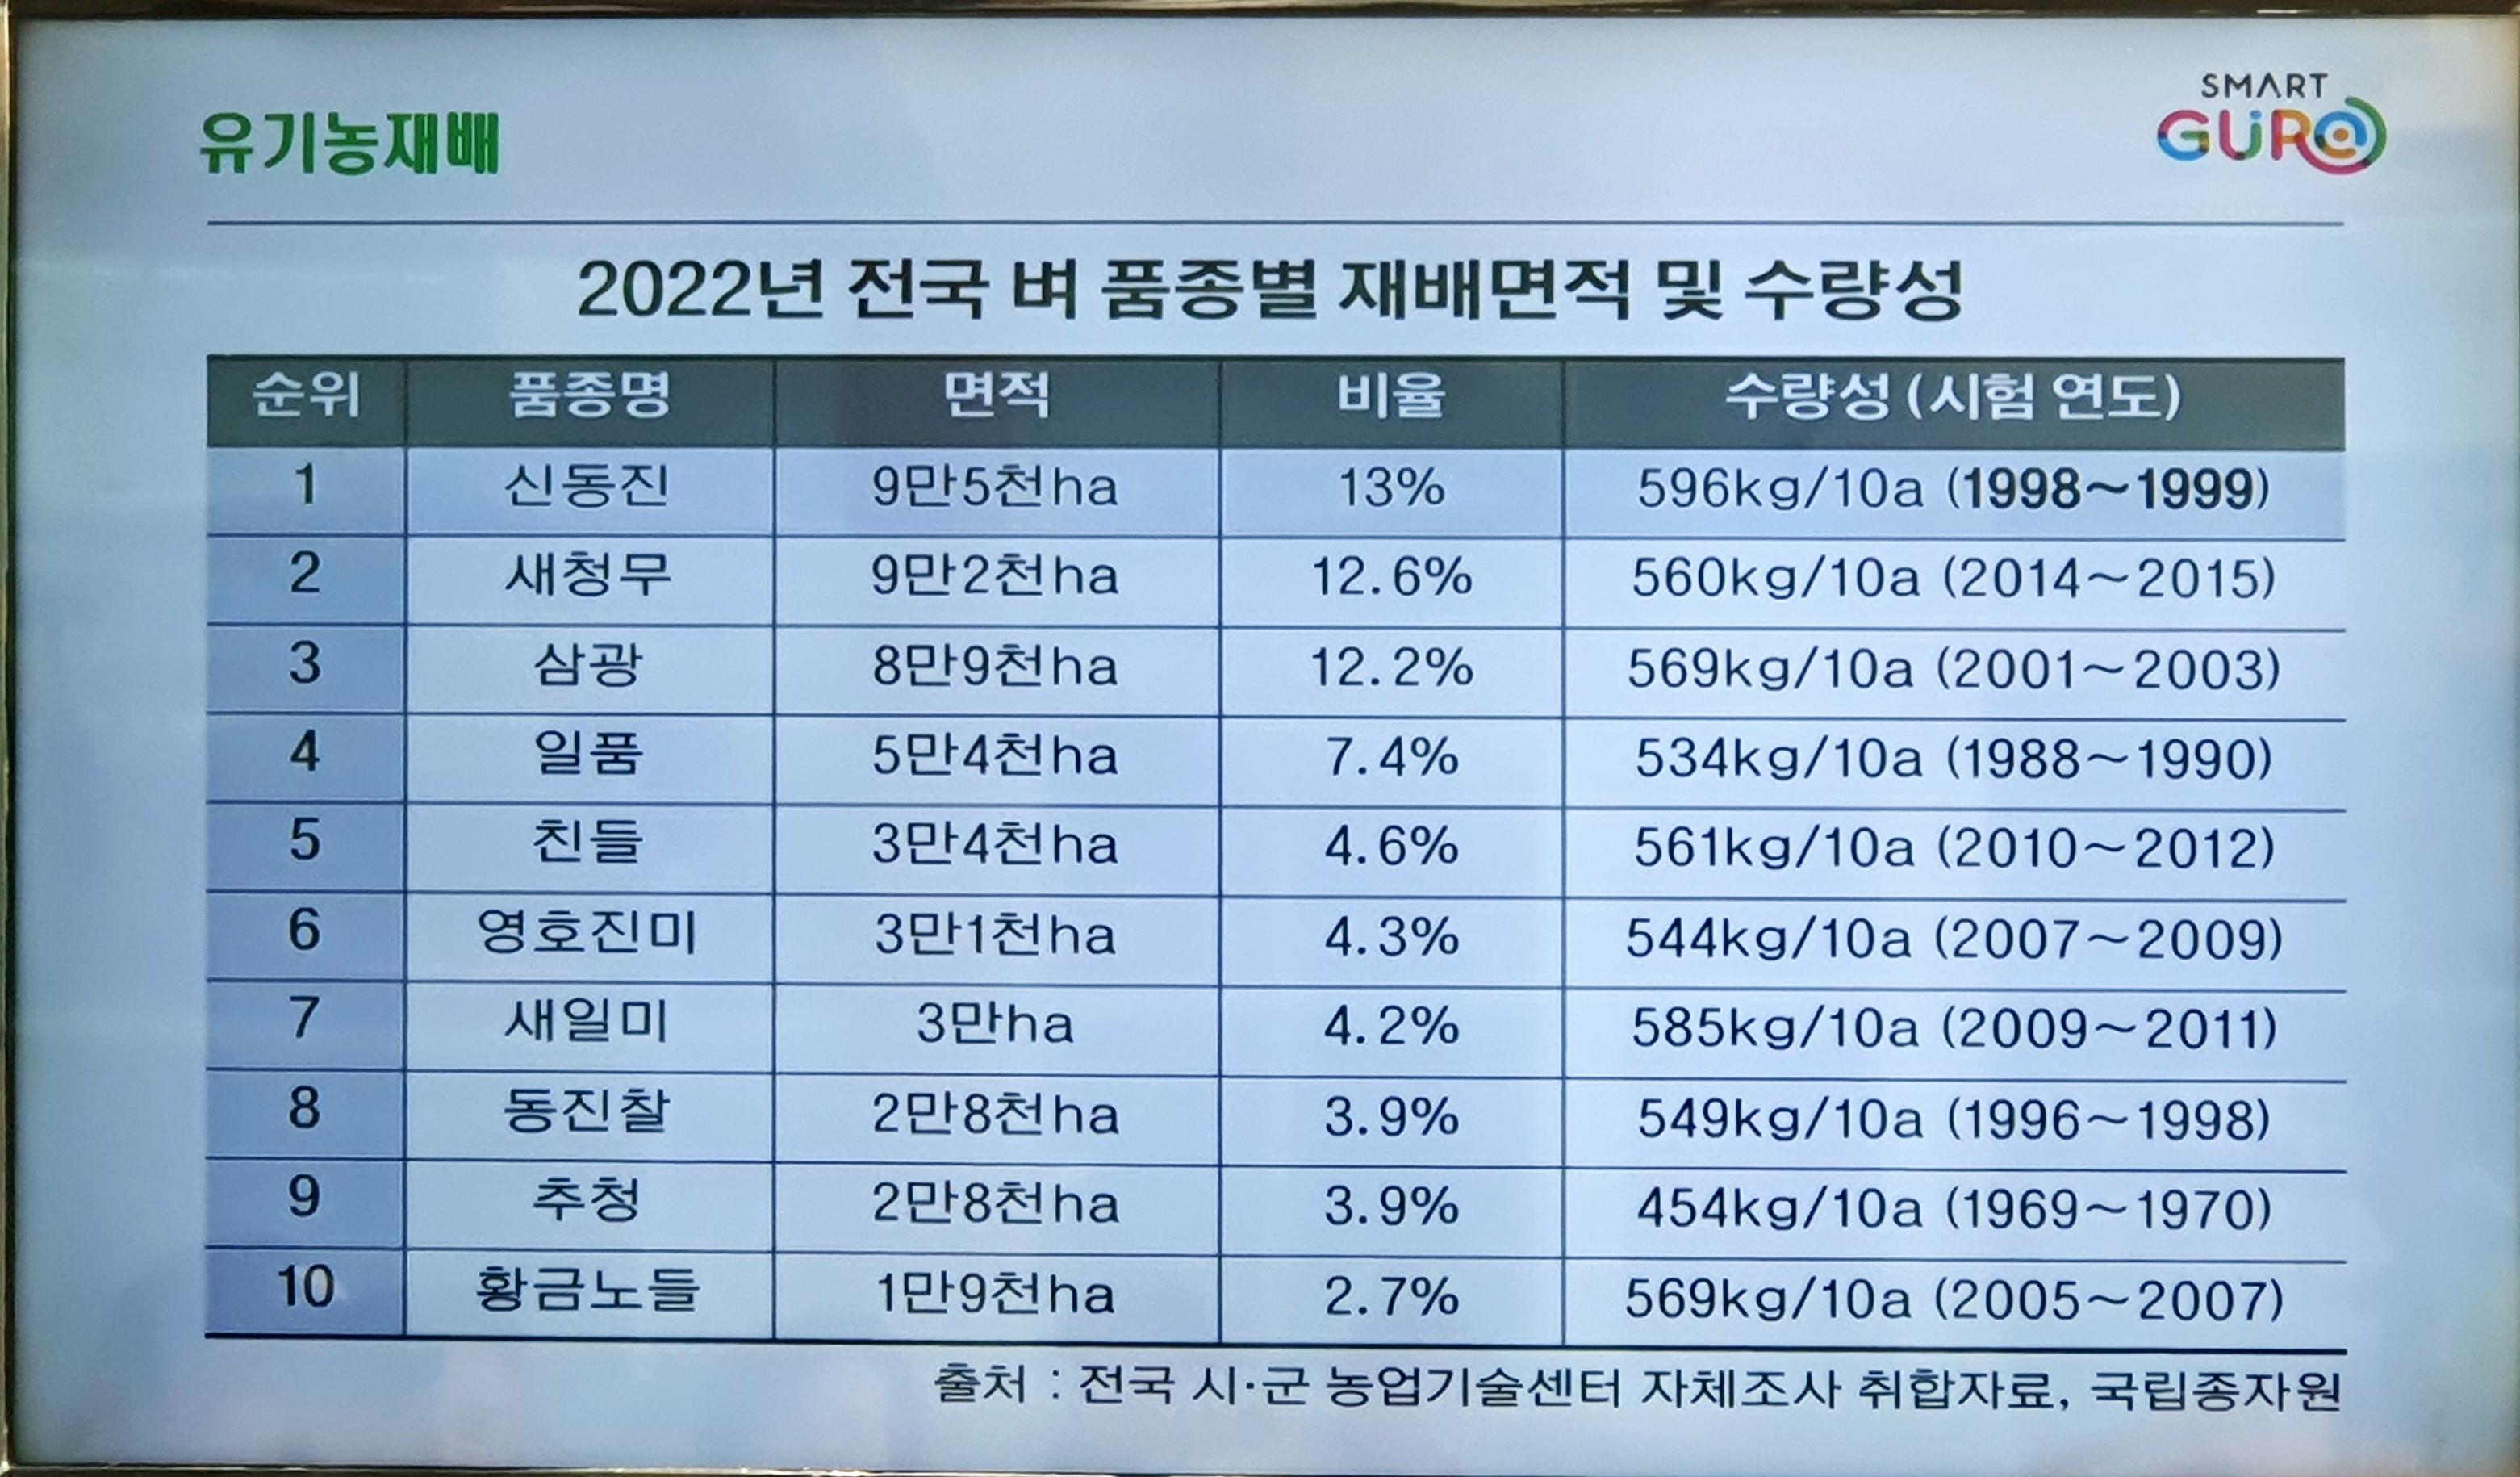 유기농재배
SMART
GURO
2022년 전국 벼 품종별 재배면적 및 수량성
순위 품종명 면적 비율 수량성 (시험 연도)
1 신동진 9만5천ha 13% 596kg/10a (1998~1999)
2 새청무 9만2천ha 12.6% 560kg/10a (2014~2015)
3 삼광 8만9천ha 12.2% 569kg/10a (2001~2003)
4 일품 5만4천ha 7.4% 534kg/10a (1988~1990)
5 친들 3만4천ha 4.6% 561kg/10a (2010~2012)
6 영호진미 3만1천ha 4.3% 544kg/10a (2007~2009)
7 새일미 3만ha 4.2% 585kg/10a (2009~2011)
8 동진찰 2만8천ha 3.9% 549kg/10a (1996~1998)
9 추청 2만8천ha 3.9% 454kg/10a (1969~1970)
10 황금노들 1만9천ha 2.7% 569kg/10a (2005~2007)
출처 : 전국 시·군 농업기술센터 자체조사 취합자료, 국립종자원